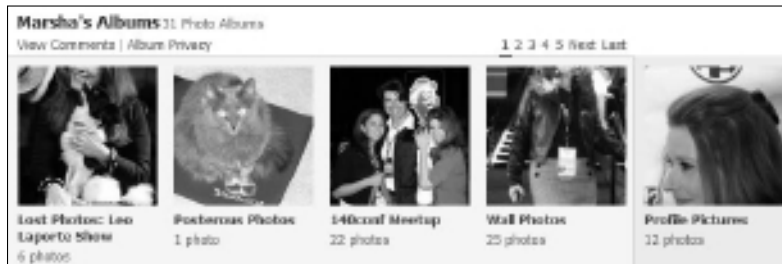 Marsha's Albums 31 Photo Albums
View Comments | Album Privacy
1 2 3 4 5 Next Last
Lost Photos: Leo
Laporte Show
6 photos
Posterous Photos
1 photo
140conf Meetup
22 photos
Wall Photos
25 photos
Profile Pictures
12 photos